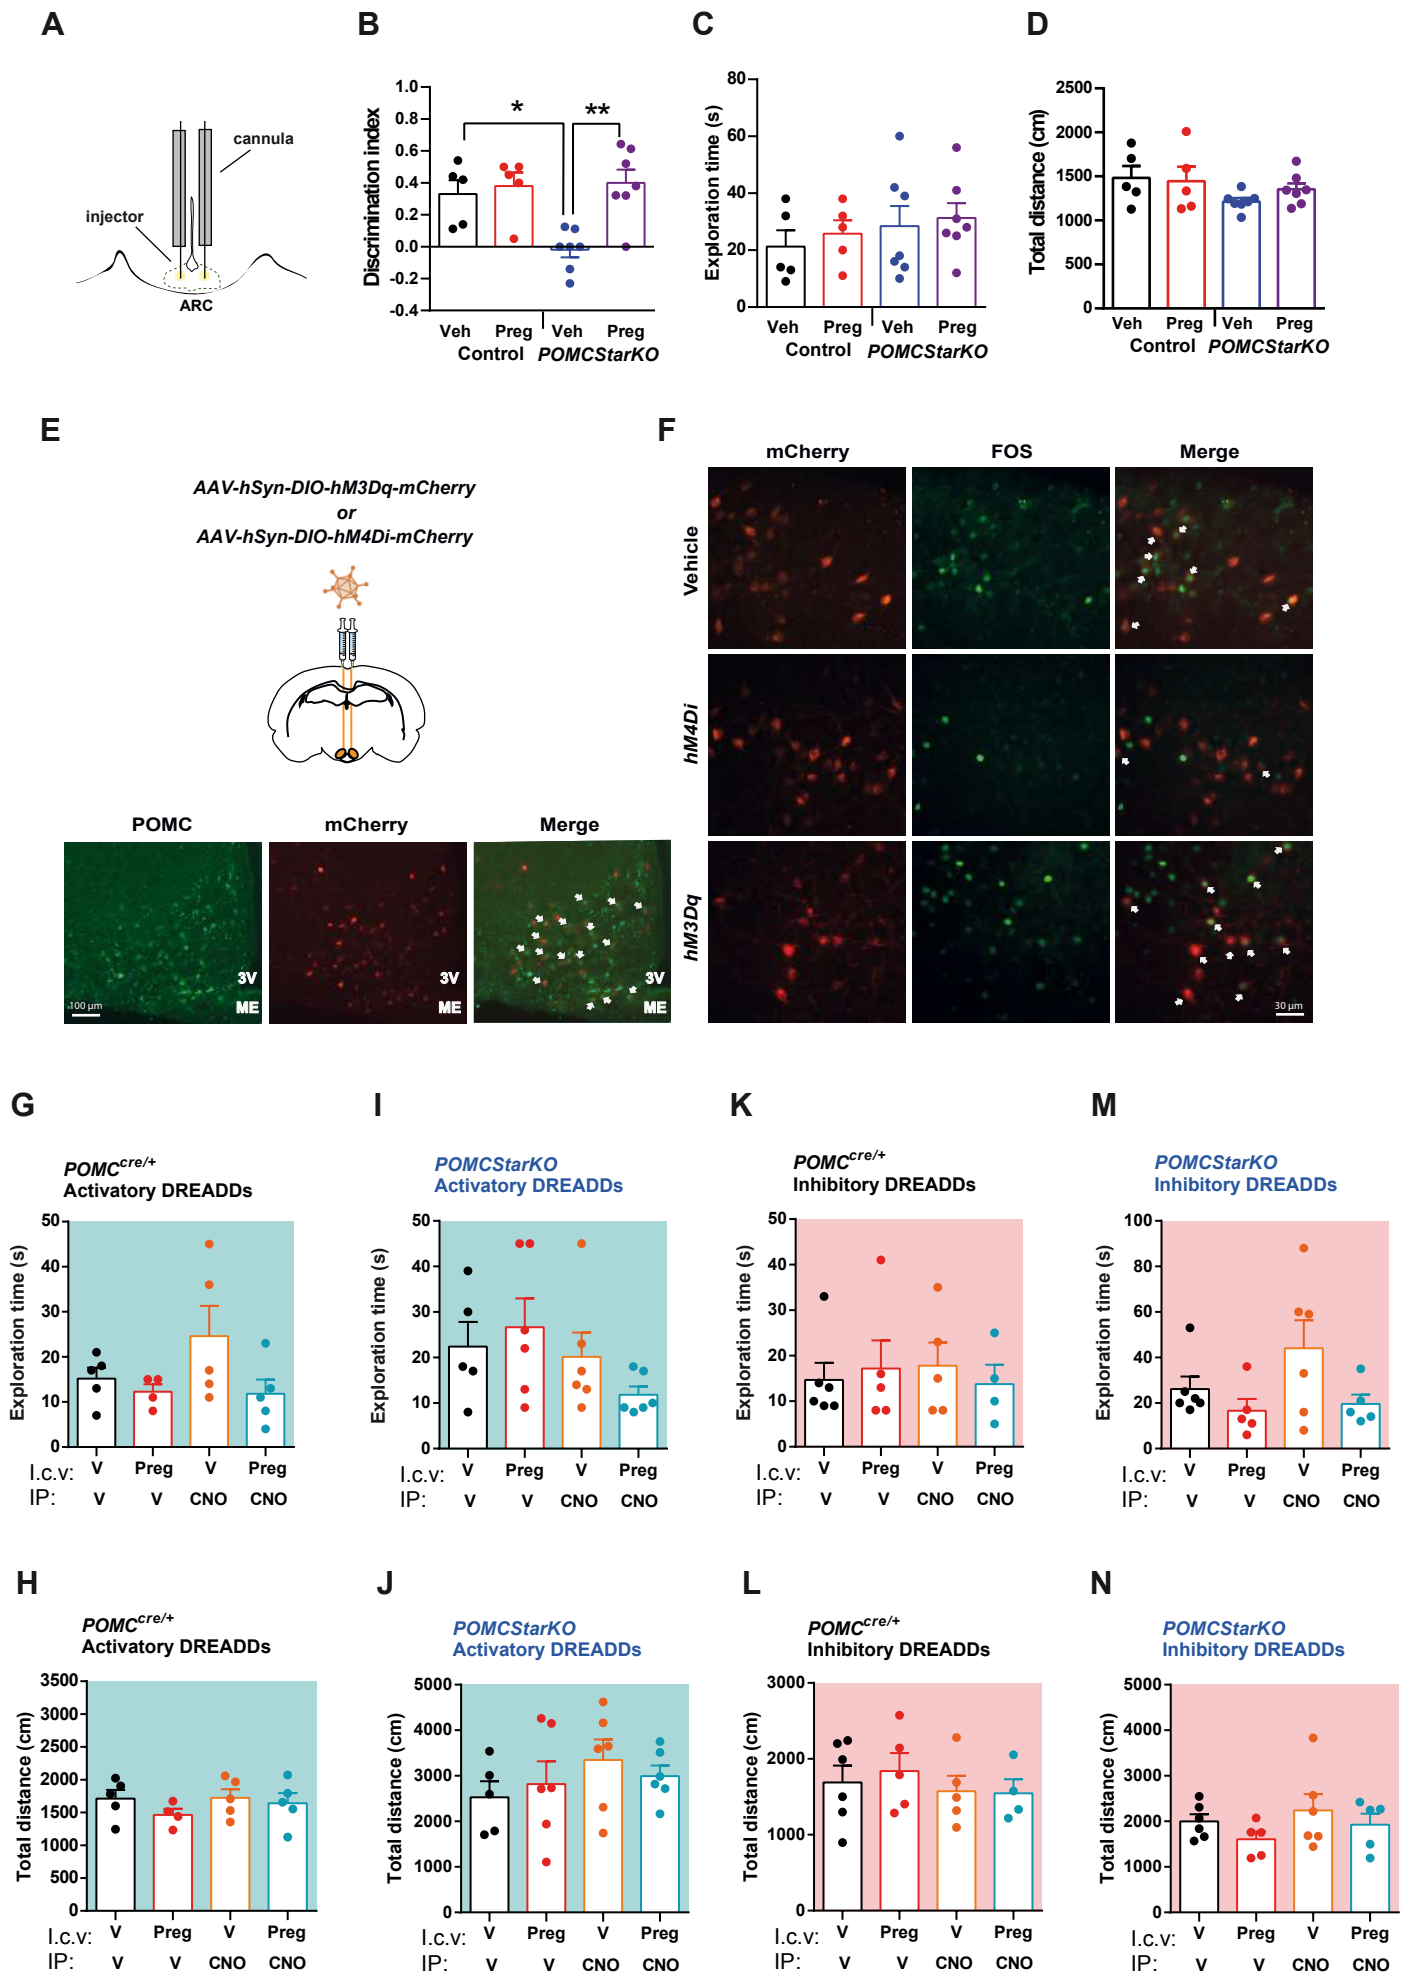 A
cannula
injector
ARC
B
Discrimination index
1.0
0.8
0.6
0.4
0.2
0.0
-0.2
-0.4
*
**
Veh Preg Veh Preg
Control POMCStarKO
C
Exploration time (s)
80
60
40
20
0
Veh Preg Veh Preg
Control POMCStarKO
D
Total distance (cm)
2500
2000
1500
1000
500
0
Veh Preg Veh Preg
Control POMCStarKO
E
AAV-hSyn-DIO-hM3Dq-mCherry
or
AAV-hSyn-DIO-hM4Di-mCherry
POMC mCherry Merge
3V 3V 3V
ME ME ME
100 µm
F
mCherry FOS Merge
Vehicle
hM4Di
hM3Dq
30 µm
G
POMCcre/+
Activatory DREADDs
Exploration time (s)
50
40
30
20
10
0
I.c.v: V Preg V Preg
IP: V V CNO CNO
I
POMCStarKO
Activatory DREADDs
Exploration time (s)
50
40
30
20
10
0
I.c.v: V Preg V Preg
IP: V V CNO CNO
K
POMCcre/+
Inhibitory DREADDs
Exploration time (s)
50
40
30
20
10
0
I.c.v: V Preg V Preg
IP: V V CNO CNO
M
POMCStarKO
Inhibitory DREADDs
Exploration time (s)
100
80
60
40
20
0
I.c.v: V Preg V Preg
IP: V V CNO CNO
H
POMCcre/+
Activatory DREADDs
Total distance (cm)
3500
3000
2500
2000
1500
1000
500
0
I.c.v: V Preg V Preg
IP: V V CNO CNO
J
POMCStarKO
Activatory DREADDs
Total distance (cm)
5000
4000
3000
2000
1000
0
I.c.v: V Preg V Preg
IP: V V CNO CNO
L
POMCcre/+
Inhibitory DREADDs
Total distance (cm)
3000
2000
1000
0
I.c.v: V Preg V Preg
IP: V V CNO CNO
N
POMCStarKO
Inhibitory DREADDs
Total distance (cm)
5000
4000
3000
2000
1000
0
I.c.v: V Preg V Preg
IP: V V CNO CNO